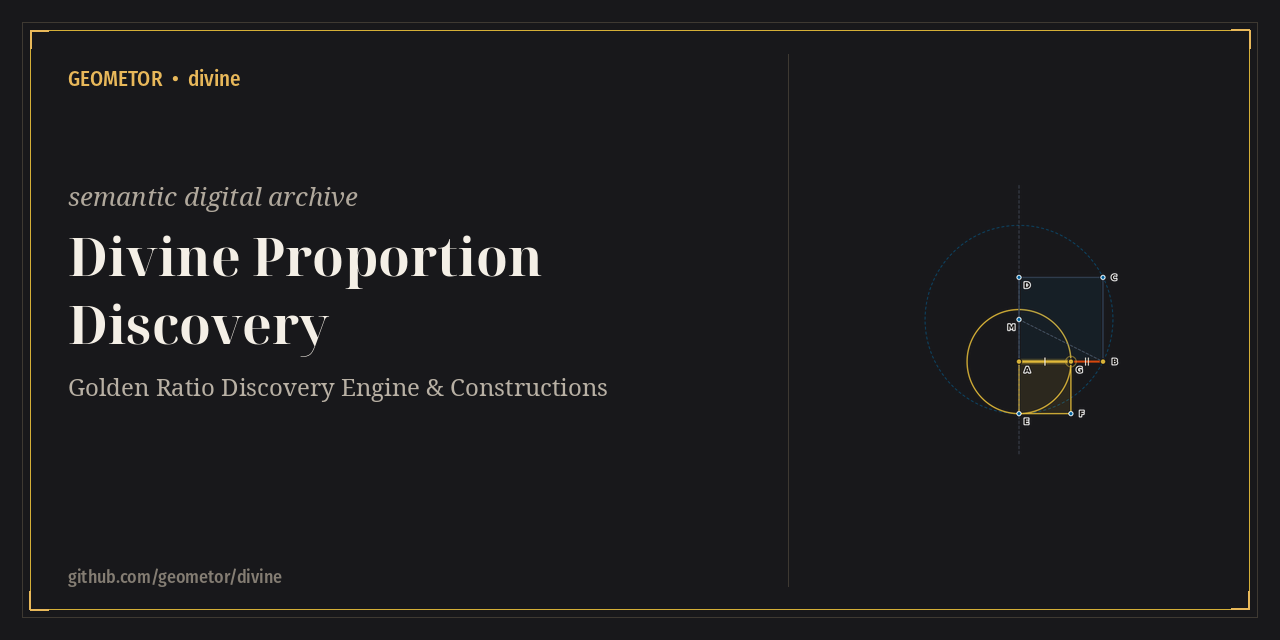 GEOMETOR • divine
semantic digital archive
Divine Proportion
Discovery
Golden Ratio Discovery Engine & Constructions
github.com/geometor/divine
D
C
M
A
G
B
E
F